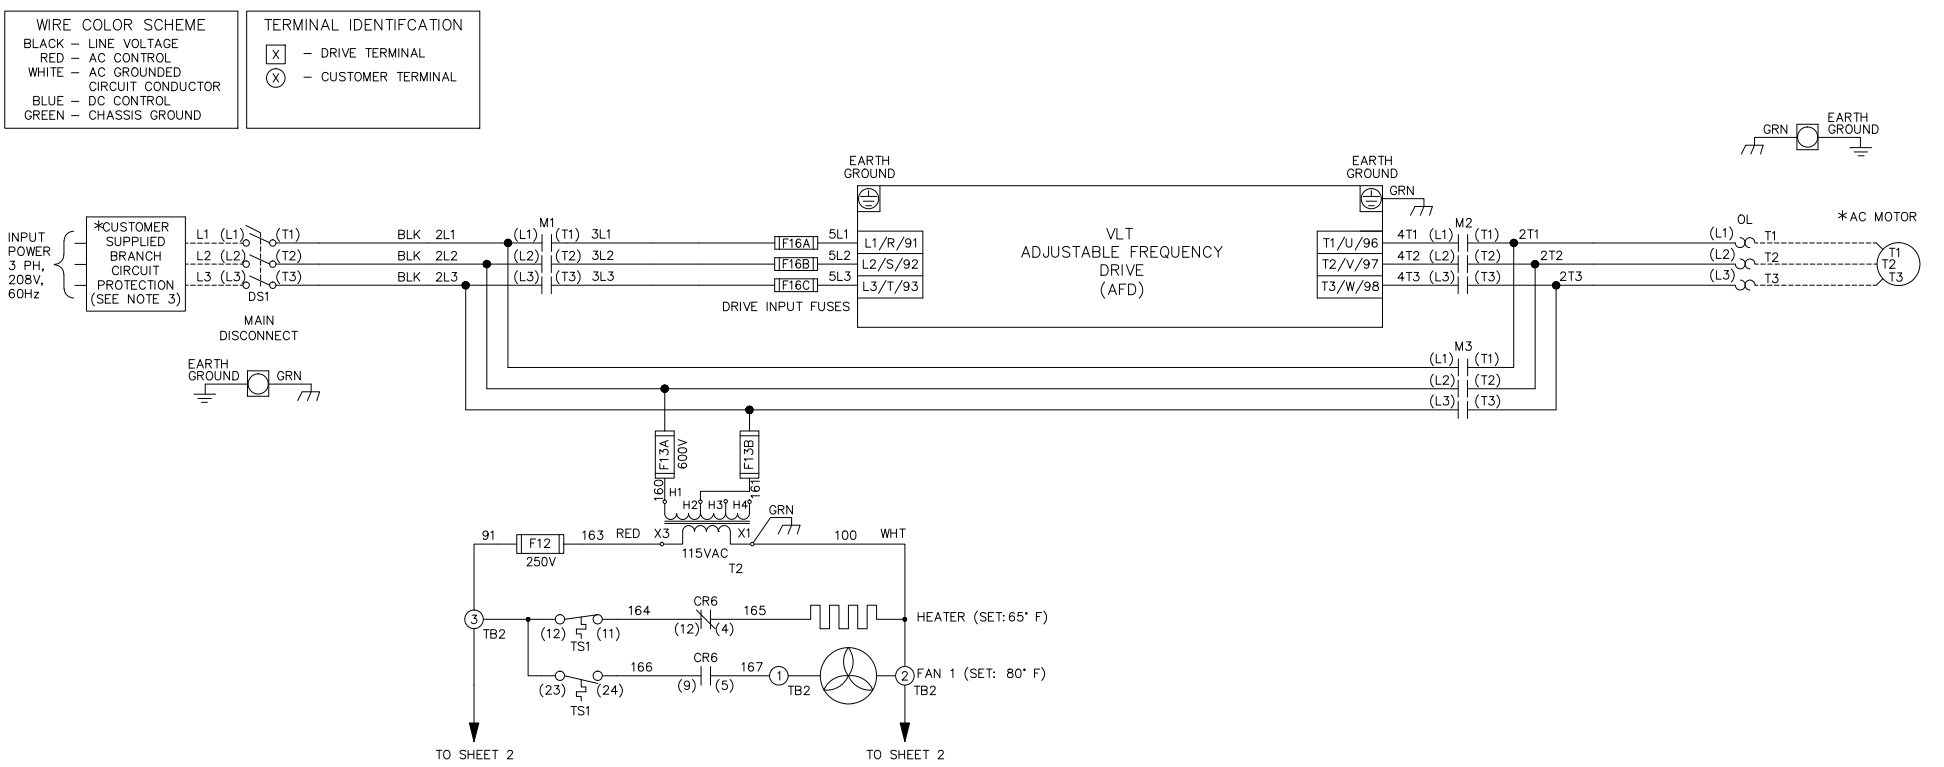 WIRE COLOR SCHEME
BLACK – LINE VOLTAGE
RED – AC CONTROL
WHITE – AC GROUNDED
CIRCUIT CONDUCTOR
BLUE – DC CONTROL
GREEN – CHASSIS GROUND
TERMINAL IDENTIFCATION
X – DRIVE TERMINAL
X – CUSTOMER TERMINAL
GRN
EARTH
GROUND
EARTH
GROUND
EARTH
GROUND
GRN
INPUT
POWER
3 PH,
208V,
60Hz
*CUSTOMER
SUPPLIED
BRANCH
CIRCUIT
PROTECTION
(SEE NOTE 3)
L1 (L1) (T1) BLK 2L1 (L1) M1 (T1) 3L1 F16A 5L1 L1/R/91
L2 (L2) (T2) BLK 2L2 (L2) (T2) 3L2 F16B 5L2 L2/S/92
L3 (L3) (T3) BLK 2L3 (L3) (T3) 3L3 F16C 5L3 L3/T/93
DS1
MAIN
DISCONNECT
DRIVE INPUT FUSES
VLT
ADJUSTABLE FREQUENCY
DRIVE
(AFD)
T1/U/96 4T1 (L1) M2 (T1) 2T1 (L1) OL T1
T2/V/97 4T2 (L2) (T2) 2T2 (L2) T2
T3/W/98 4T3 (L3) (T3) 2T3 (L3) T3
*AC MOTOR
T1
T2
T3
EARTH
GROUND GRN
M3
(L1) (T1)
(L2) (T2)
(L3) (T3)
F13A
600V
F13B
160
161
H1
H2 H3 H4
GRN
91 F12 163 RED X3 X1 100 WHT
250V
115VAC
T2
3
TB2
(12) (11)
TS1
164
CR6
(12) (4)
165
HEATER (SET:65° F)
(23) (24)
TS1
166
CR6
(9) (5)
167
1
TB2
2
TB2
FAN 1 (SET: 80° F)
TO SHEET 2
TO SHEET 2